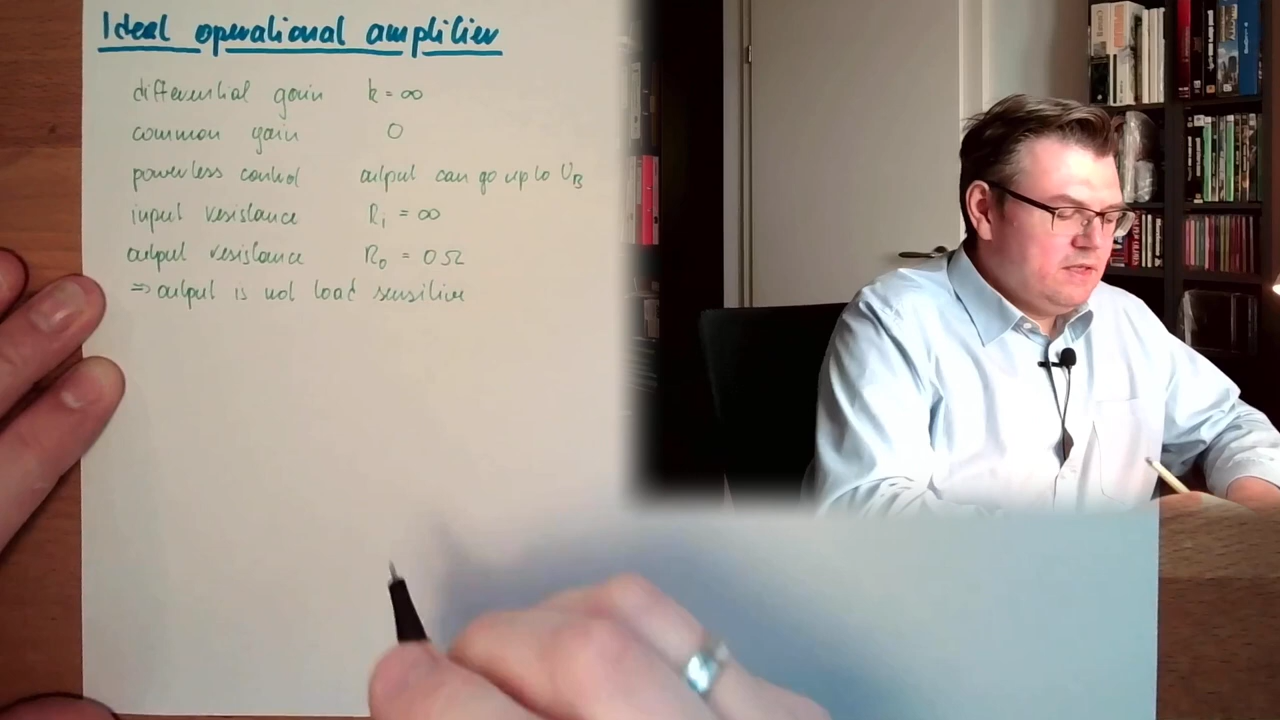 Ideal operational amplifier
differential gain k = ∞
common gain 0
powerless control output can go up to U_B
input resistance R_i = ∞
output resistance R_o = 0 Ω
⇒ output is not load sensitive